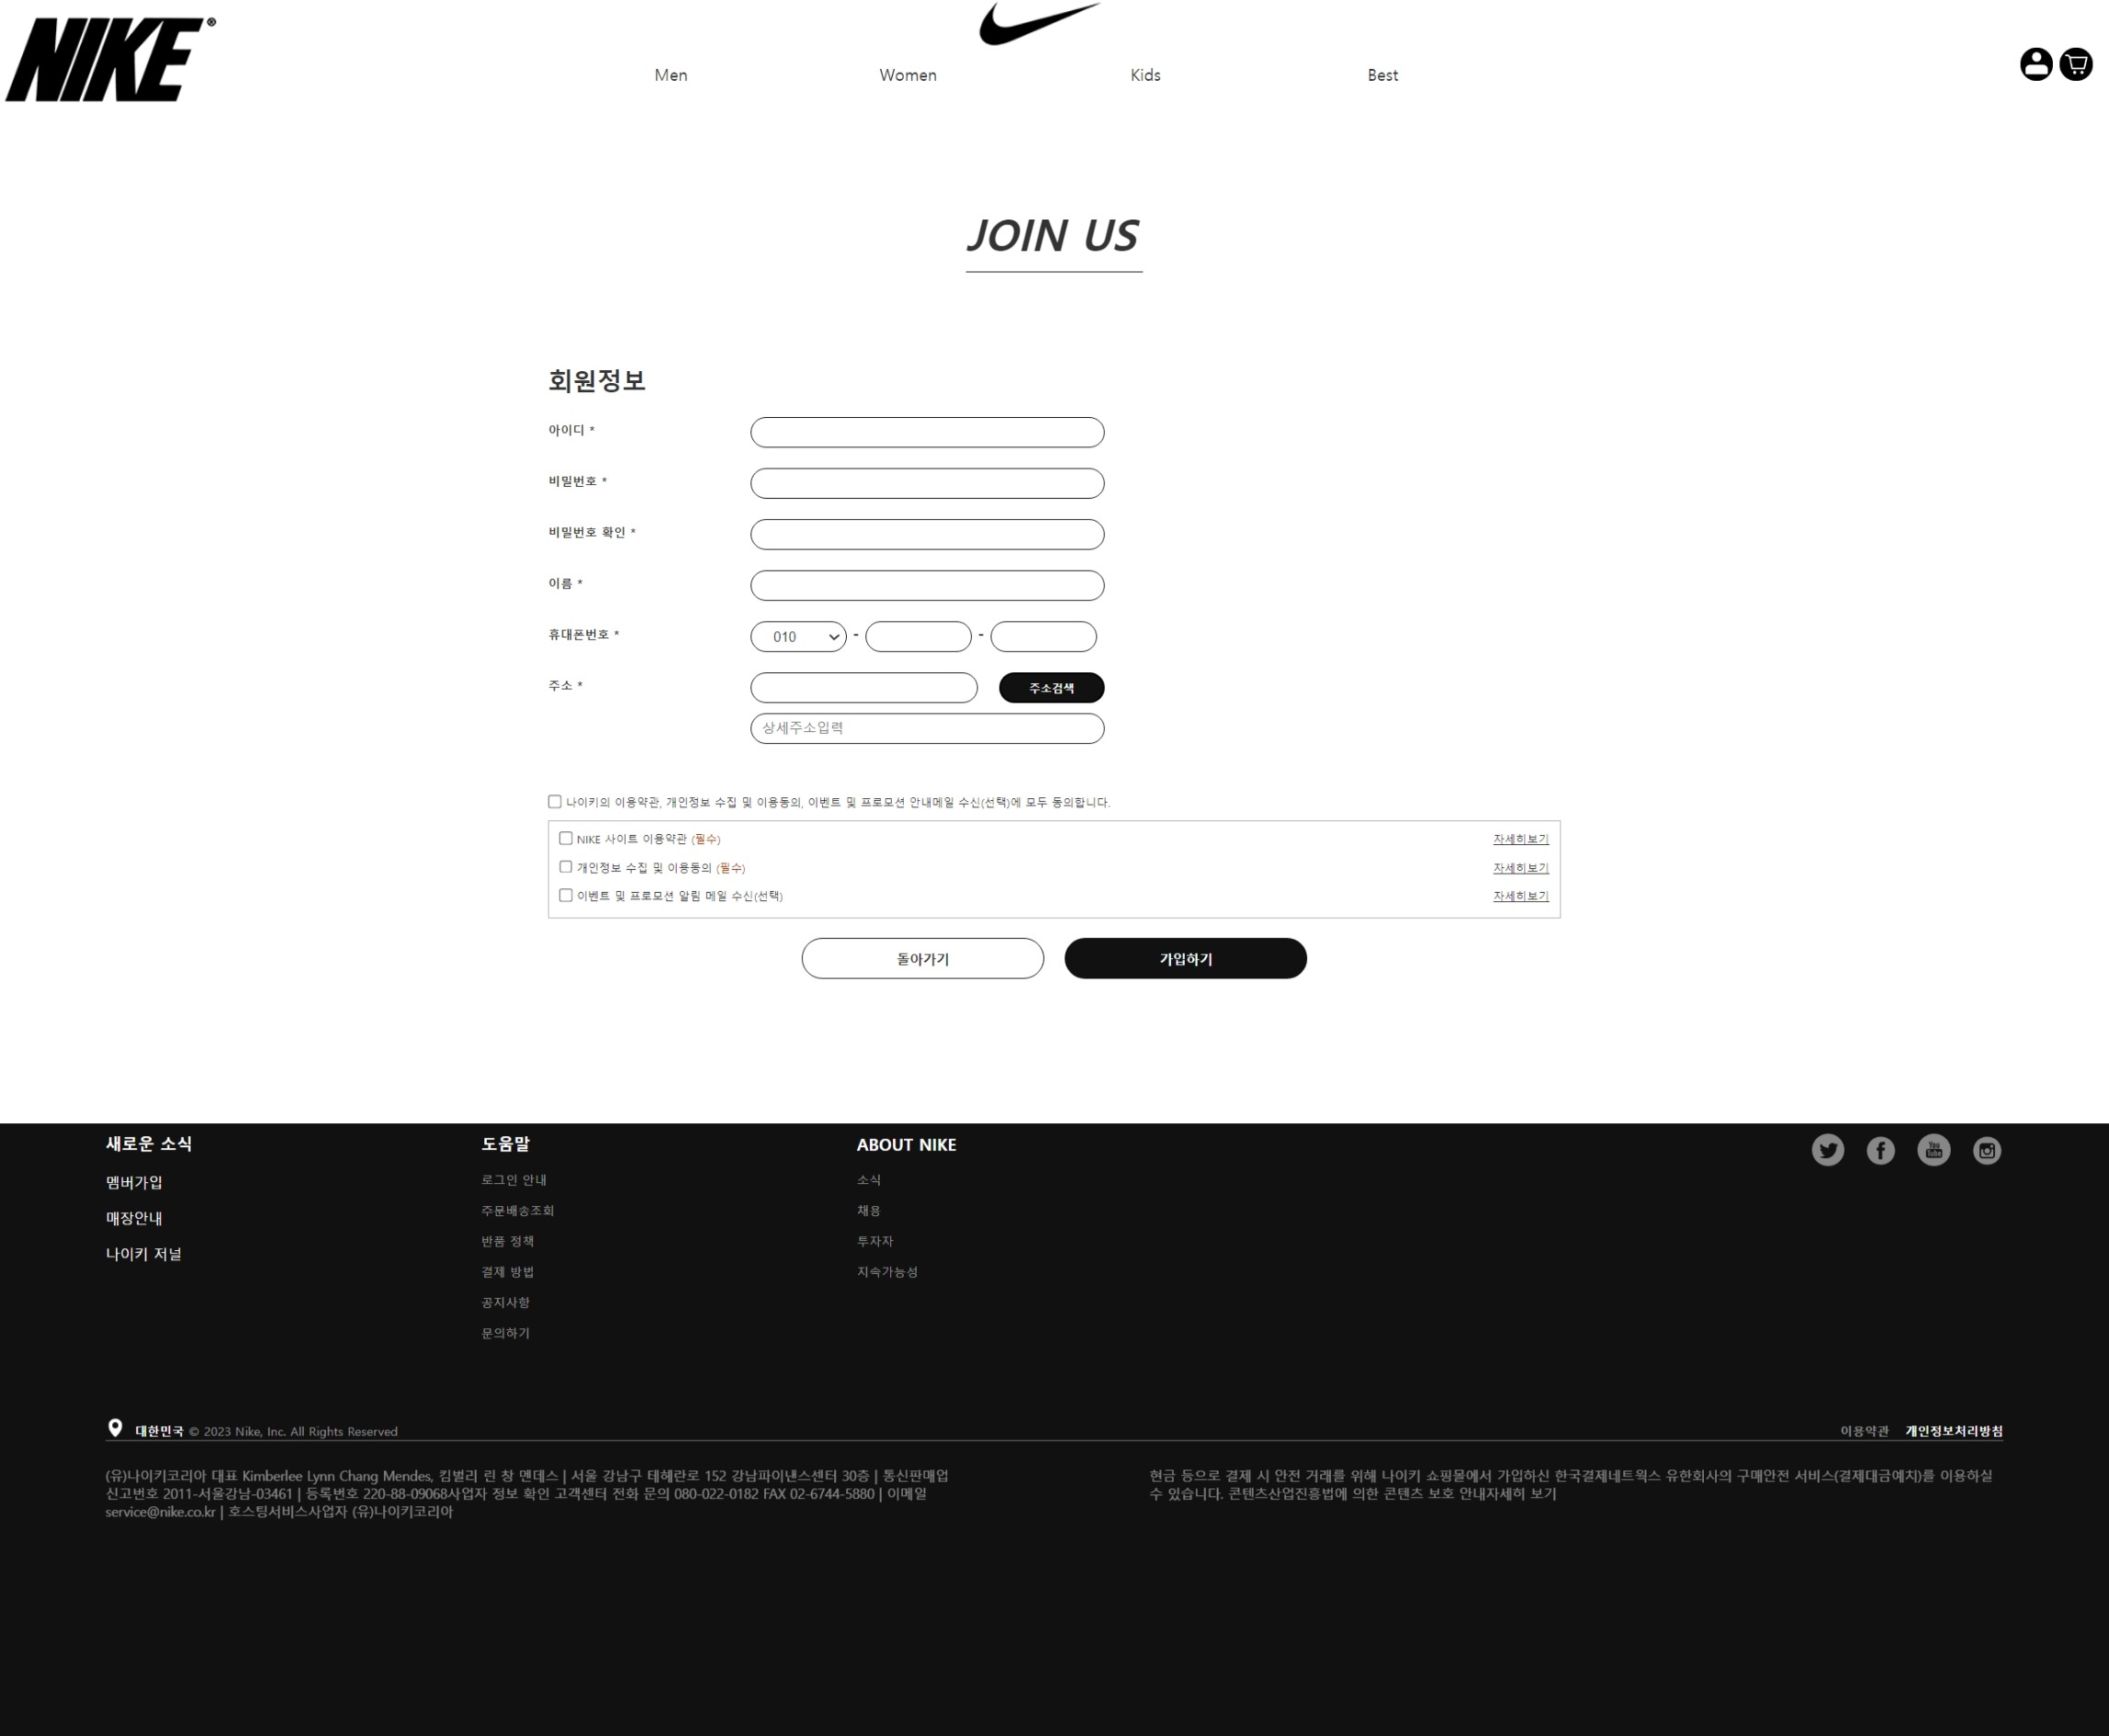 NIKE®
Men
Women
Kids
Best
JOIN US
회원정보
아이디 *
비밀번호 *
비밀번호 확인 *
이름 *
휴대폰번호 *
010 - -
주소 *
주소검색
상세주소입력
나이키의 이용약관, 개인정보 수집 및 이용동의, 이벤트 및 프로모션 안내메일 수신(선택)에 모두 동의합니다.
NIKE 사이트 이용약관 (필수) 자세히보기
개인정보 수집 및 이용동의 (필수) 자세히보기
이벤트 및 프로모션 알림 메일 수신(선택) 자세히보기
돌아가기
가입하기
새로운 소식
멤버가입
매장안내
나이키 저널
도움말
로그인 안내
주문배송조회
반품 정책
결제 방법
공지사항
문의하기
ABOUT NIKE
소식
채용
투자자
지속가능성
You
Tube
대한민국 © 2023 Nike, Inc. All Rights Reserved
이용약관 개인정보처리방침
(유)나이키코리아 대표 Kimberlee Lynn Chang Mendes, 킴벌리 린 창 멘데스 | 서울 강남구 테헤란로 152 강남파이낸스센터 30층 | 통신판매업
신고번호 2011-서울강남-03461 | 등록번호 220-88-09068사업자 정보 확인 고객센터 전화 문의 080-022-0182 FAX 02-6744-5880 | 이메일
service@nike.co.kr | 호스팅서비스사업자 (유)나이키코리아
현금 등으로 결제 시 안전 거래를 위해 나이키 쇼핑몰에서 가입하신 한국결제네트웍스 유한회사의 구매안전 서비스(결제대금예치)를 이용하실
수 있습니다. 콘텐츠산업진흥법에 의한 콘텐츠 보호 안내자세히 보기